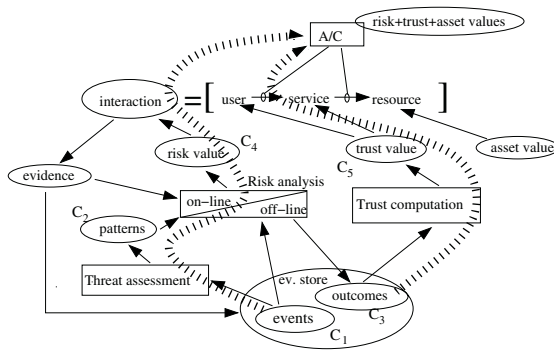 risk+trust+asset values
A/C
interaction
=[ user service resource ]
risk value
C4
trust value
C5
asset value
evidence
Risk analysis
on-line
off-line
Trust computation
C2
patterns
Threat assessment
ev. store
outcomes
C3
events
C1